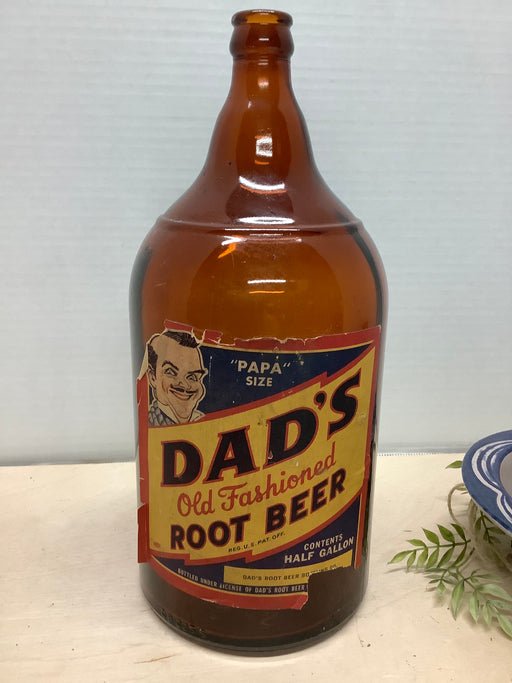 "PAPA"
SIZE
DAD'S
Old Fashioned
ROOT BEER
REG. U.S. PAT. OFF.
CONTENTS
HALF GALLON
DAD'S ROOT BEER
BOTTLED UNDER LICENSE OF DAD'S ROOT BEER